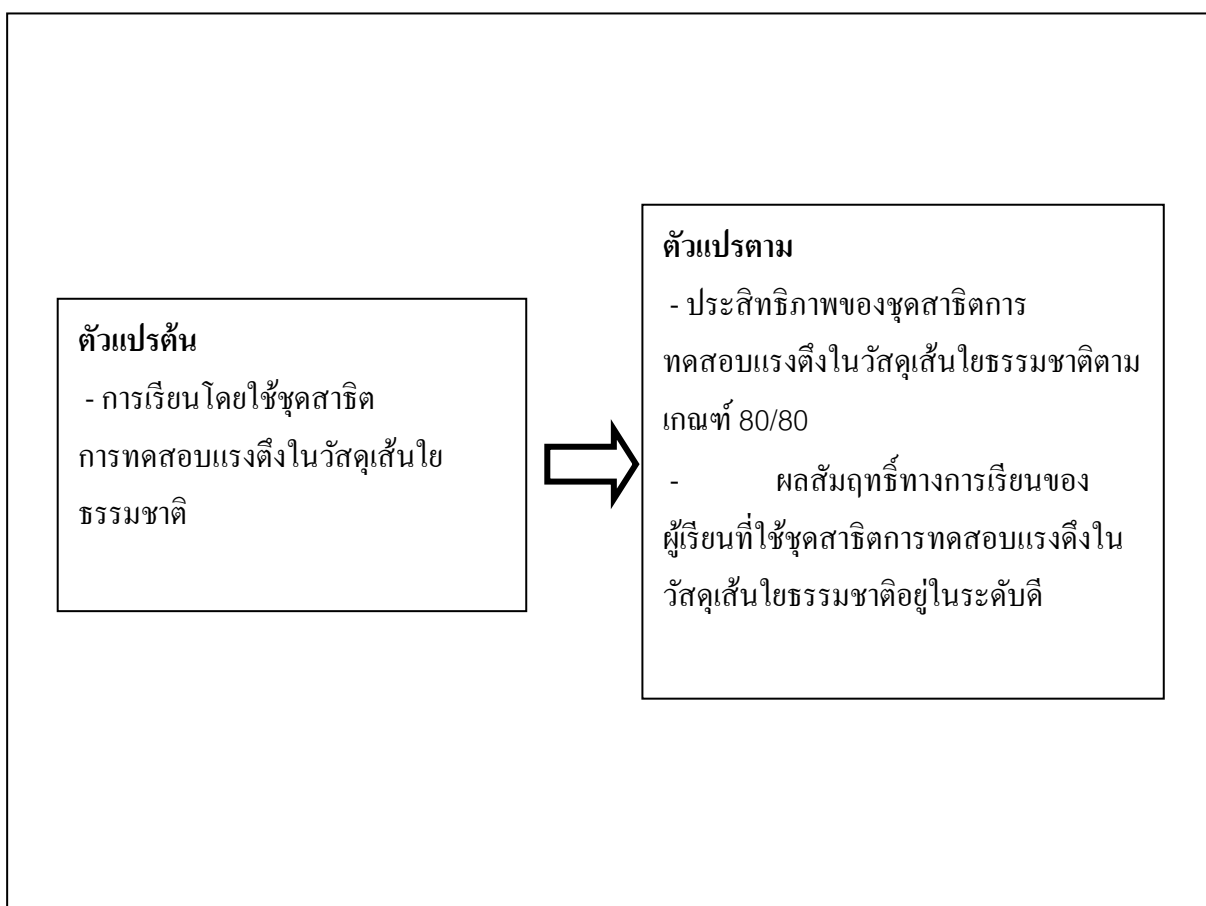 ตัวแปรต้น
- การเรียนโดยใช้ชุดสาธิต
การทดสอบแรงตึงในวัสดุเส้นใย
ธรรมชาติ
ตัวแปรตาม
- ประสิทธิภาพของชุดสาธิตการ
ทดสอบแรงตึงในวัสดุเส้นใยธรรมชาติตาม
เกณฑ์ 80/80
- ผลสัมฤทธิ์ทางการเรียนของ
ผู้เรียนที่ใช้ชุดสาธิตการทดสอบแรงดึงใน
วัสดุเส้นใยธรรมชาติอยู่ในระดับดี